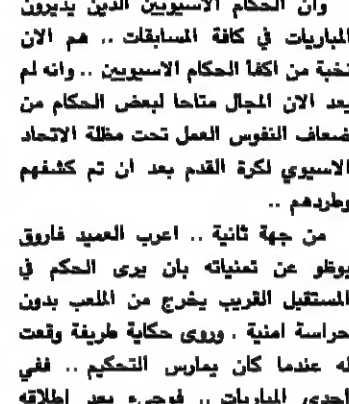 وان الحكام الاسيويين الذين يديرون
المباريات في كافة المسابقات .. هم الان
نخبة من اكفأ الحكام الاسيويين .. وانه لم
يعد الان المجال متاحا لبعض الحكام من
ضعاف النفوس العمل تحت مظلة الاتحاد
الاسيوي لكرة القدم بعد ان تم كشفهم
وطردهم ..
من جهة ثانية .. اعرب العميد فاروق
بوظو عن تمنياته بان يرى الحكم في
المستقبل القريب يخرج من الملعب بدون
حراسة امنية . وروى حكاية طريفة وقعت
له عندما كان يمارس التحكيم .. ففي
احدى المباريات .. فوجىء بعد اطلاقه